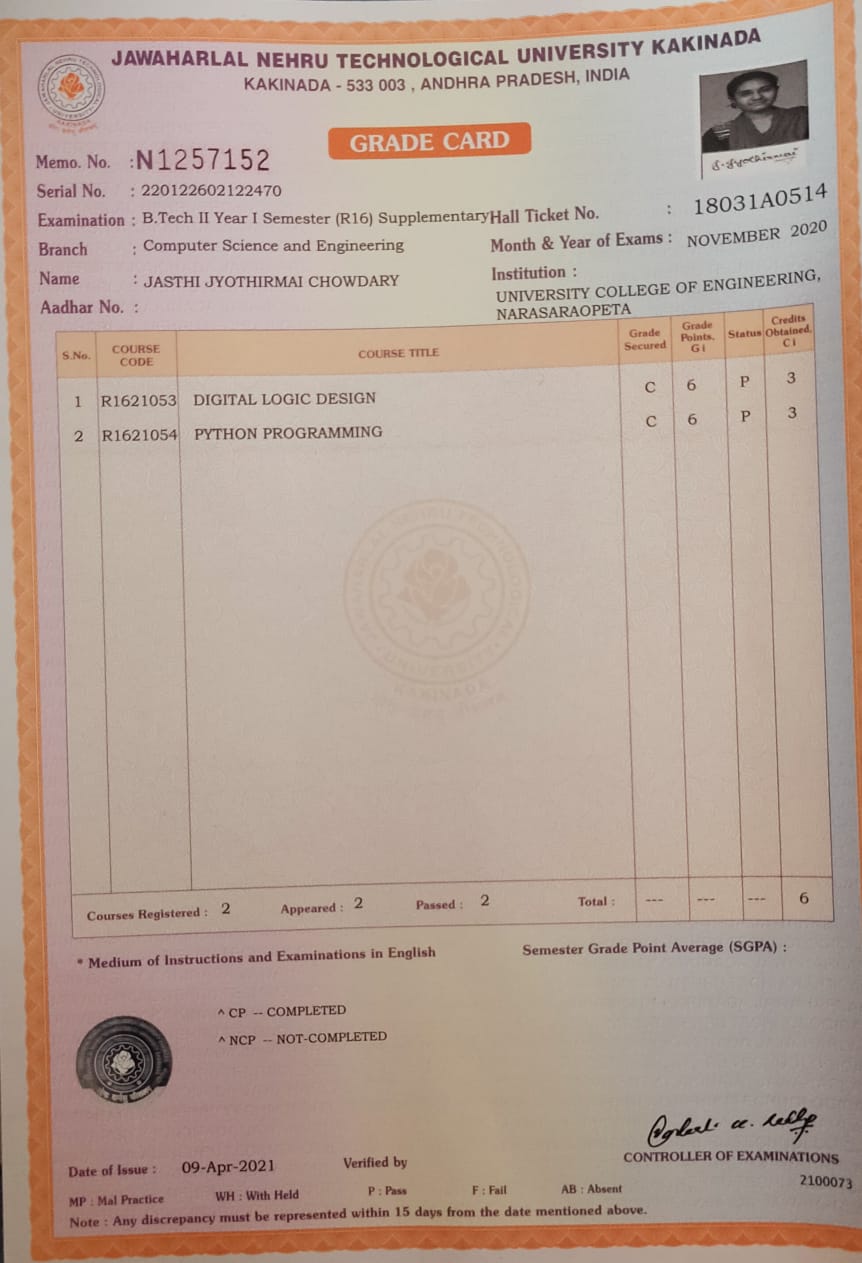 JAWAHARLAL NEHRU TECHNOLOGICAL UNIVERSITY KAKINADA
KAKINADA - 533 003 , ANDHRA PRADESH, INDIA
GRADE CARD
Memo. No. : N1257152
Serial No. : 220122602122470
Examination : B.Tech II Year I Semester (R16) Supplementary Hall Ticket No. : 18031A0514
Branch : Computer Science and Engineering Month & Year of Exams : NOVEMBER 2020
Name : JASTHI JYOTHIRMAI CHOWDARY Institution :
UNIVERSITY COLLEGE OF ENGINEERING,
Aadhar No. : NARASARAOPETA
S.No. COURSE CODE COURSE TITLE Grade Secured Grade Points, G i Status Credits Obtained, C i
1 R1621053 DIGITAL LOGIC DESIGN C 6 P 3
2 R1621054 PYTHON PROGRAMMING C 6 P 3
Courses Registered : 2 Appeared : 2 Passed : 2 Total : --- --- --- 6
* Medium of Instructions and Examinations in English Semester Grade Point Average (SGPA) :
^ CP -- COMPLETED
^ NCP -- NOT-COMPLETED
CONTROLLER OF EXAMINATIONS
Date of Issue : 09-Apr-2021 Verified by
2100073
MP : Mal Practice WH : With Held P : Pass F : Fail AB : Absent
Note : Any discrepancy must be represented within 15 days from the date mentioned above.